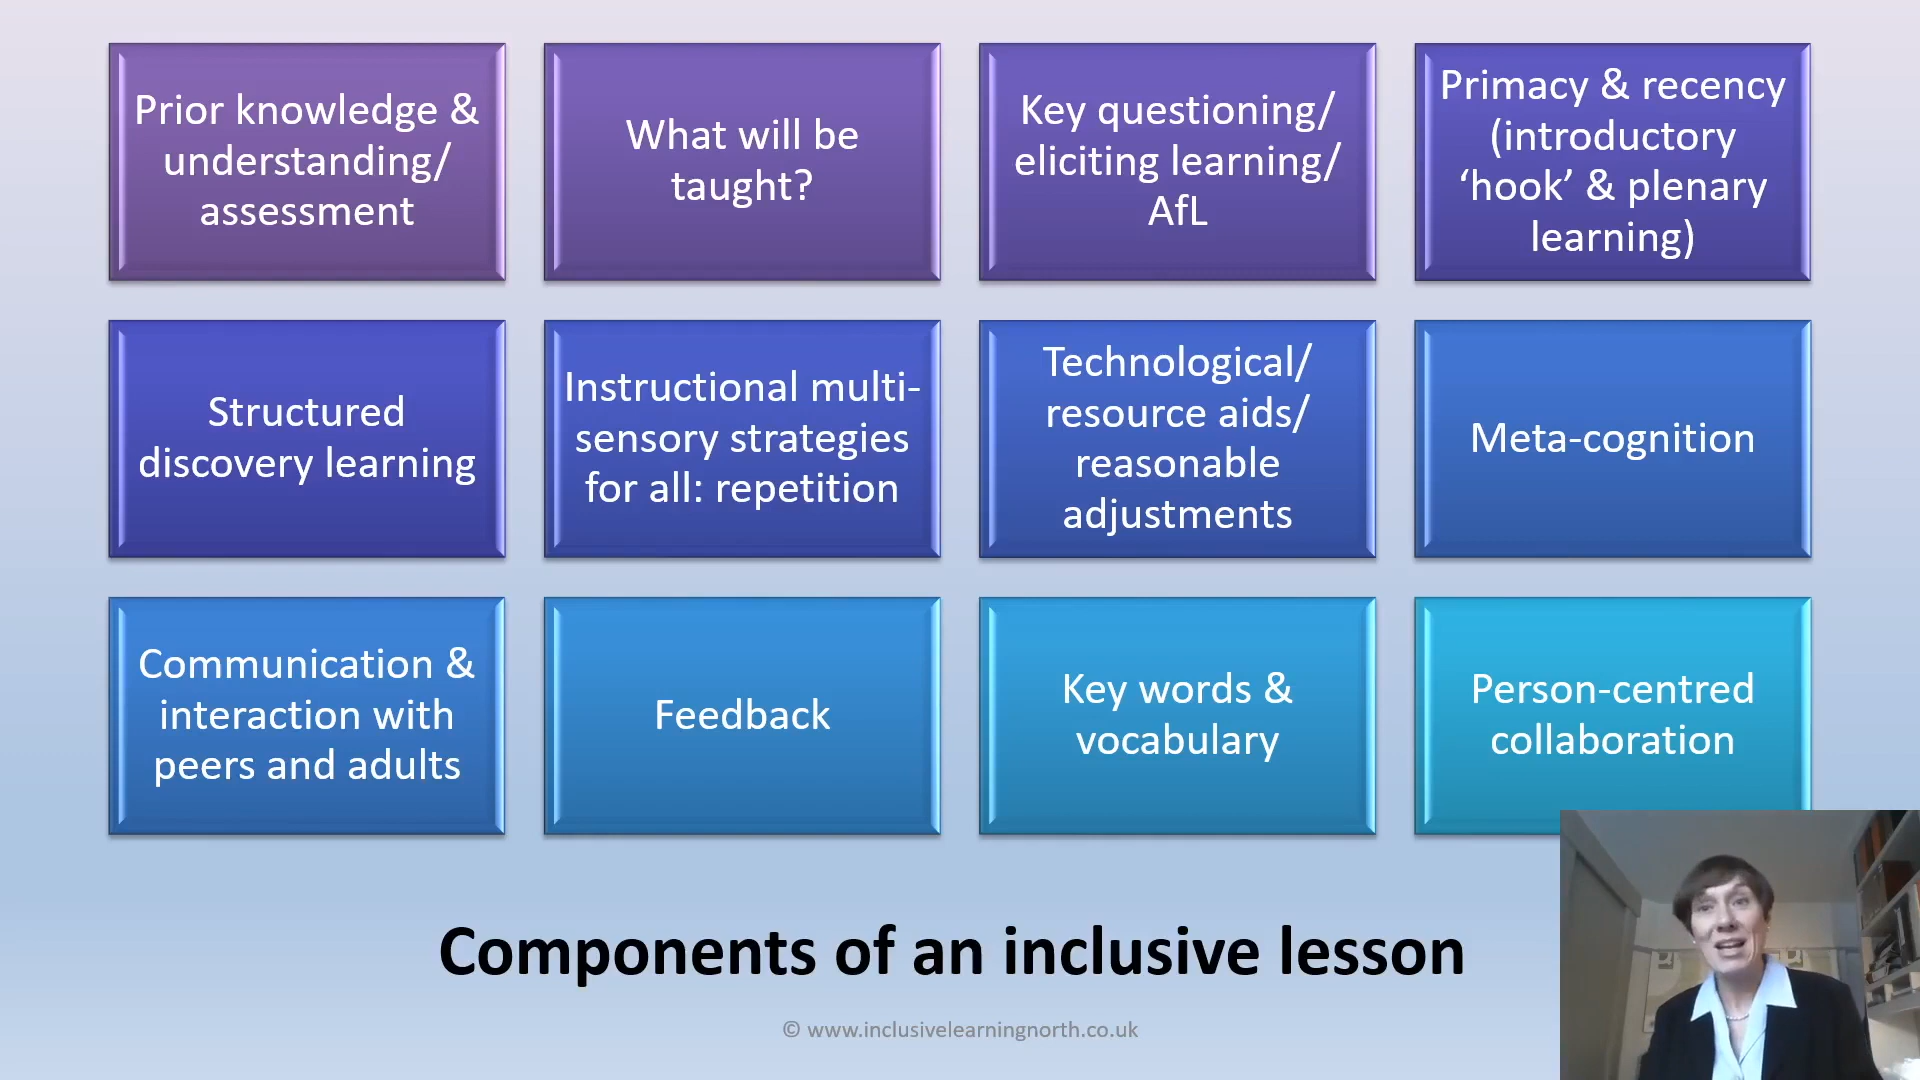 Prior knowledge &
understanding/
assessment
What will be
taught?
Key questioning/
eliciting learning/
AfL
Primacy & recency
(introductory
‘hook’ & plenary
learning)
Structured
discovery learning
Instructional multi-
sensory strategies
for all: repetition
Technological/
resource aids/
reasonable
adjustments
Meta-cognition
Communication &
interaction with
peers and adults
Feedback
Key words &
vocabulary
Person-centred
collaboration
Components of an inclusive lesson
© www.inclusivelearningnorth.co.uk